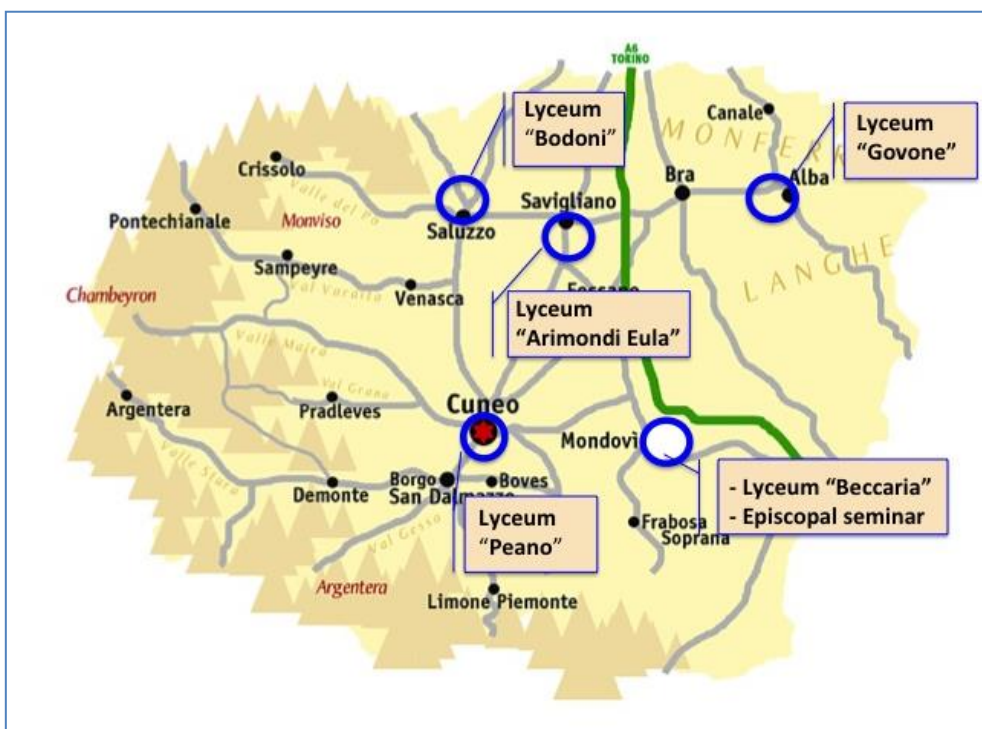 A6
TORINO
Canale
MONFERR
Lyceum
"Bodoni"
Lyceum
"Govone"
Crissolo
Valle del Po
Bra
Alba
Savigliano
Pontechianale
Monviso
Saluzzo
LANGHE
Sampeyre
Val Varaita
Venasca
Chambeyron
Lyceum
"Arimondi Eula"
Valle Maira
Val Grana
Argentera
Pradleves
Cuneo
Mondovì
Valle Stura
Demonte
Borgo
San Dalmazzo
Boves
- Lyceum "Beccaria"
- Episcopal seminar
Lyceum
"Peano"
Val Gesso
Frabosa
Soprana
Argentera
Limone Piemonte